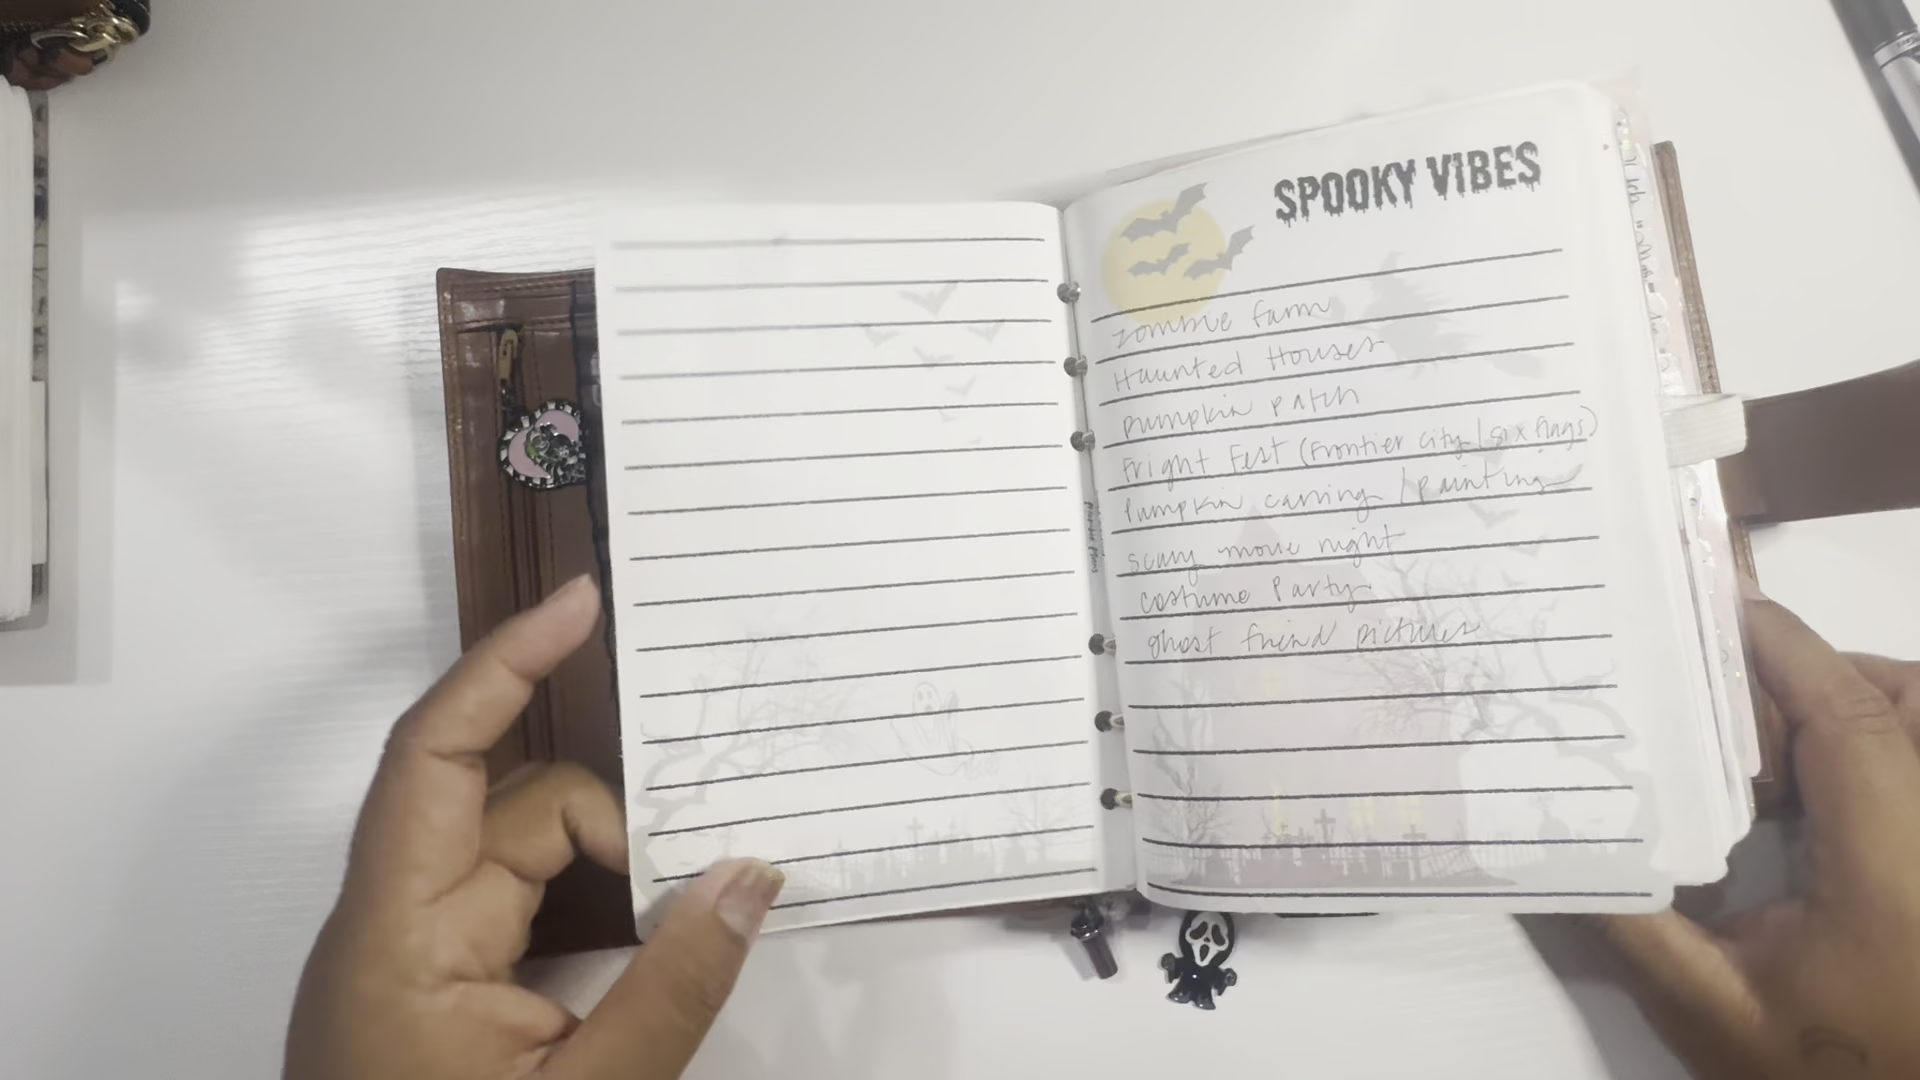 SPOOKY VIBES
zombie farm
Haunted Houses
pumpkin patch
Fright Fest (Frontier City / six flags)
Pumpkin carving / painting
scary movie night
costume Party
ghost friend pictures